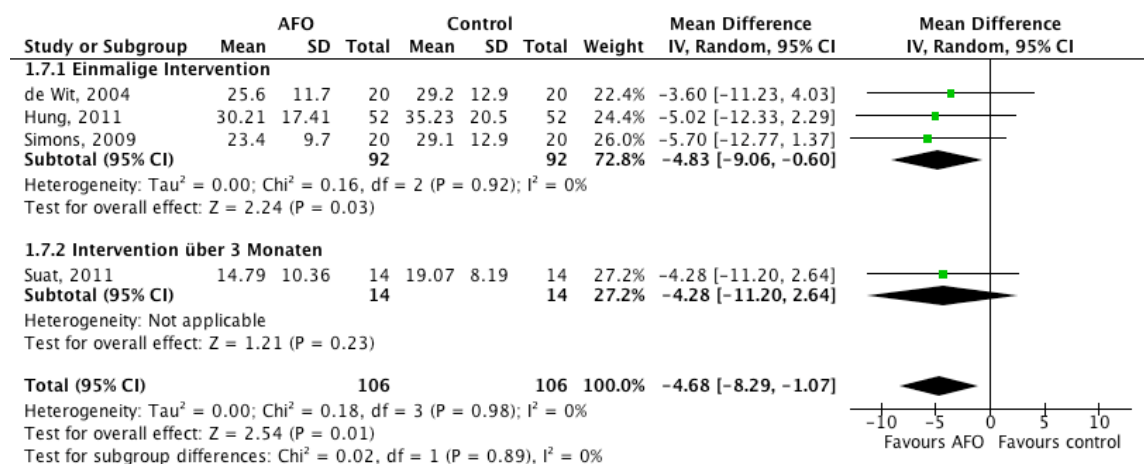 AFO Control Mean Difference Mean Difference
Study or Subgroup Mean SD Total Mean SD Total Weight IV, Random, 95% CI IV, Random, 95% CI
1.7.1 Einmalige Intervention
de Wit, 2004 25.6 11.7 20 29.2 12.9 20 22.4% −3.60 [−11.23, 4.03]
Hung, 2011 30.21 17.41 52 35.23 20.5 52 24.4% −5.02 [−12.33, 2.29]
Simons, 2009 23.4 9.7 20 29.1 12.9 20 26.0% −5.70 [−12.77, 1.37]
Subtotal (95% CI) 92 92 72.8% −4.83 [−9.06, −0.60]
Heterogeneity: Tau² = 0.00; Chi² = 0.16, df = 2 (P = 0.92); I² = 0%
Test for overall effect: Z = 2.24 (P = 0.03)
1.7.2 Intervention über 3 Monaten
Suat, 2011 14.79 10.36 14 19.07 8.19 14 27.2% −4.28 [−11.20, 2.64]
Subtotal (95% CI) 14 14 27.2% −4.28 [−11.20, 2.64]
Heterogeneity: Not applicable
Test for overall effect: Z = 1.21 (P = 0.23)
Total (95% CI) 106 106 100.0% −4.68 [−8.29, −1.07]
Heterogeneity: Tau² = 0.00; Chi² = 0.18, df = 3 (P = 0.98); I² = 0%
Test for overall effect: Z = 2.54 (P = 0.01)
Test for subgroup differences: Chi² = 0.02, df = 1 (P = 0.89), I² = 0%
−10 −5 0 5 10
Favours AFO Favours control